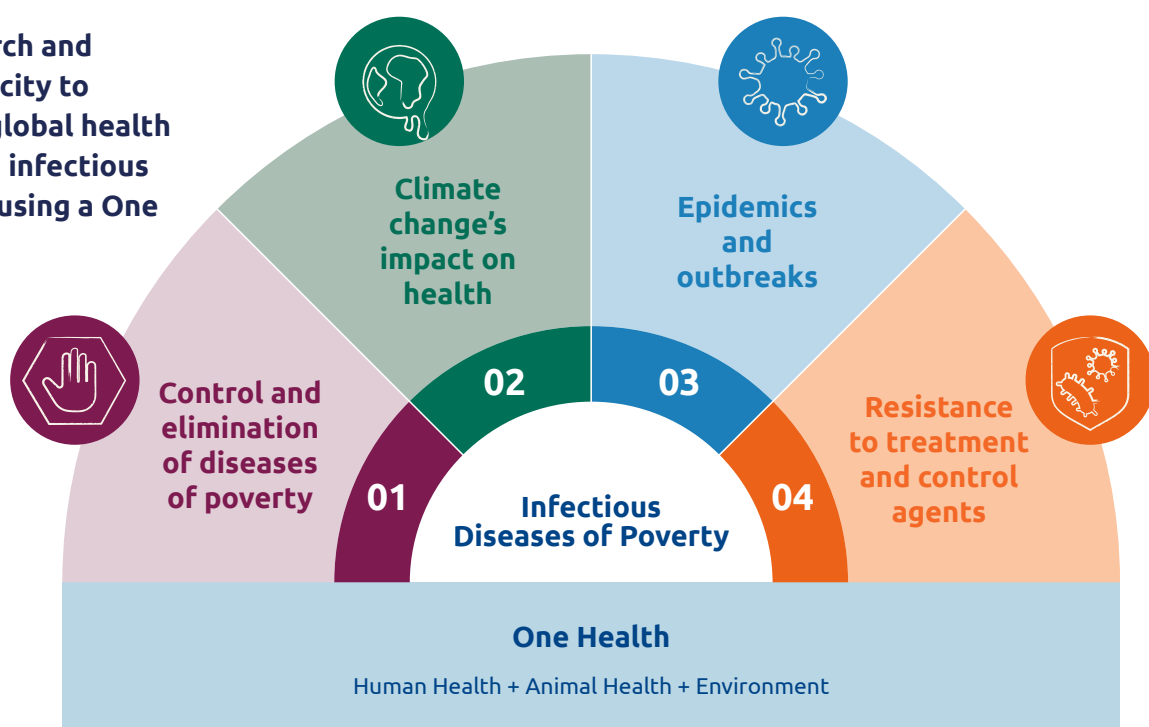 and
city to
global health
infectious
using a One
Climate
change’s
impact on
health
Epidemics
and
outbreaks
Control and
elimination
of diseases
of poverty
Resistance
to treatment
and control
agents
01
02
03
04
Infectious
Diseases of Poverty
One Health
Human Health + Animal Health + Environment